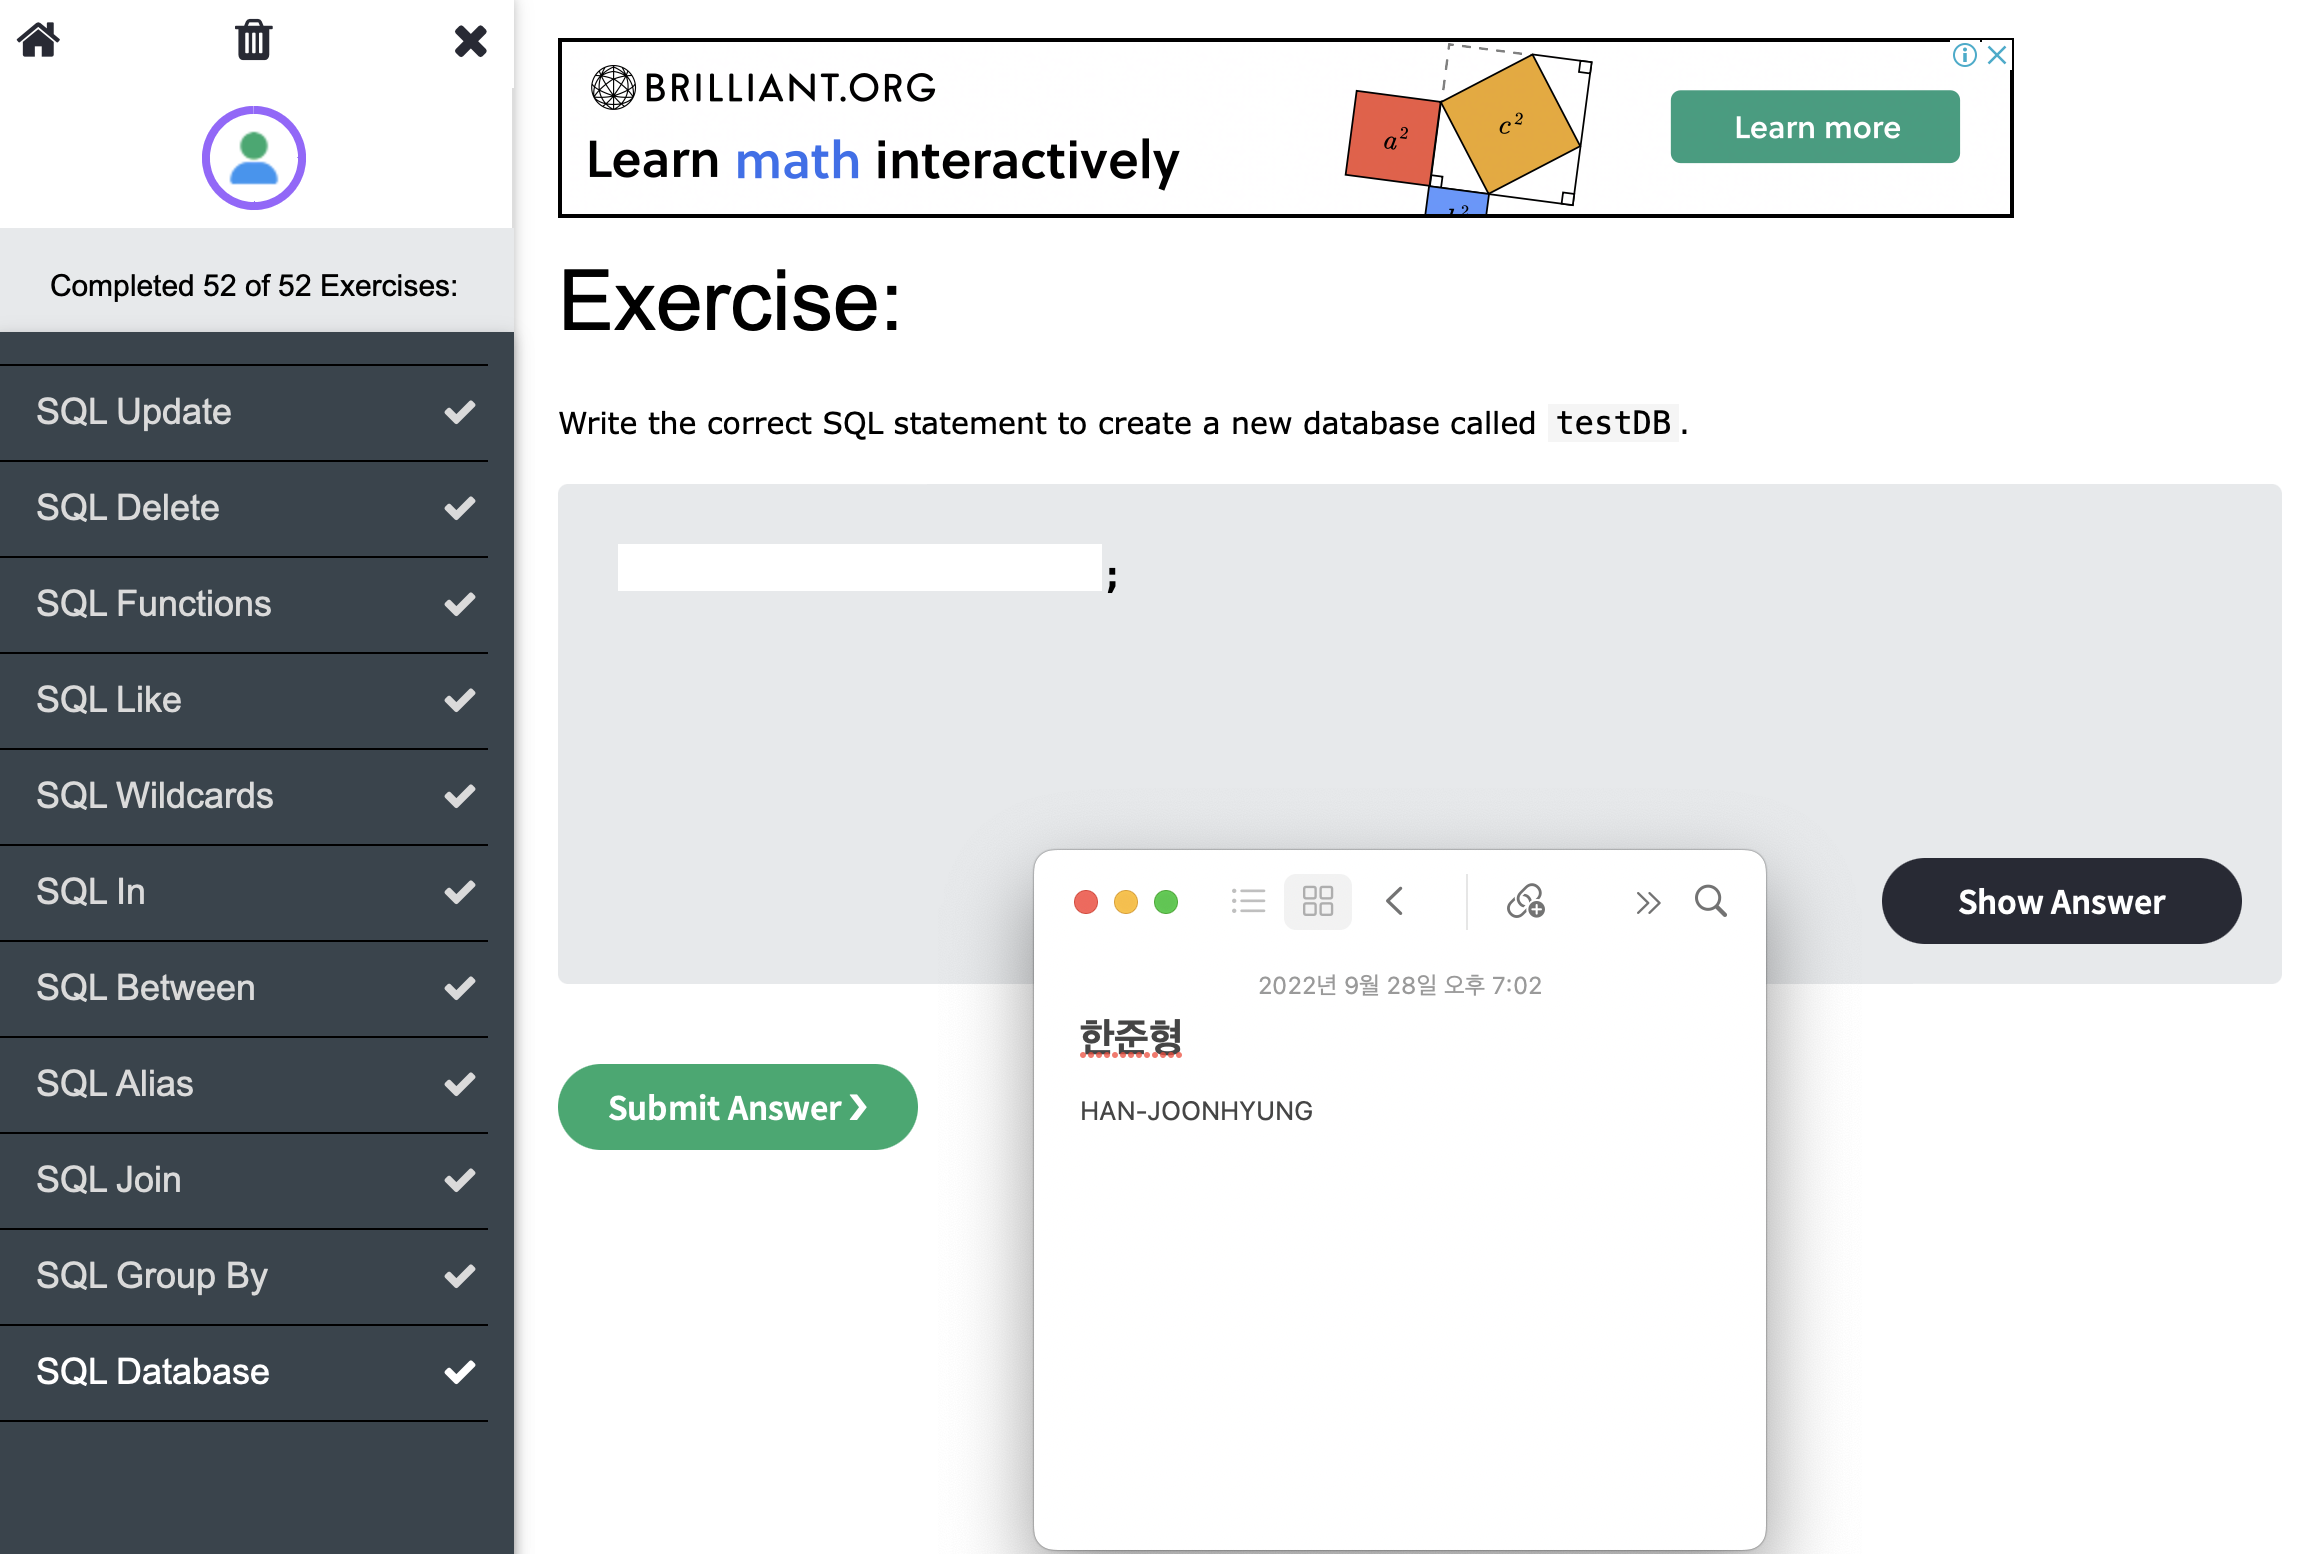 Completed 52 of 52 Exercises:
SQL Update
SQL Delete
SQL Functions
SQL Like
SQL Wildcards
SQL In
SQL Between
SQL Alias
SQL Join
SQL Group By
SQL Database
BRILLIANT.ORG
Learn math interactively
a²
c²
Learn more
Exercise:
Write the correct SQL statement to create a new database called testDB.
;
Show Answer
Submit Answer ❯
2022년 9월 28일 오후 7:02
한준형
HAN-JOONHYUNG